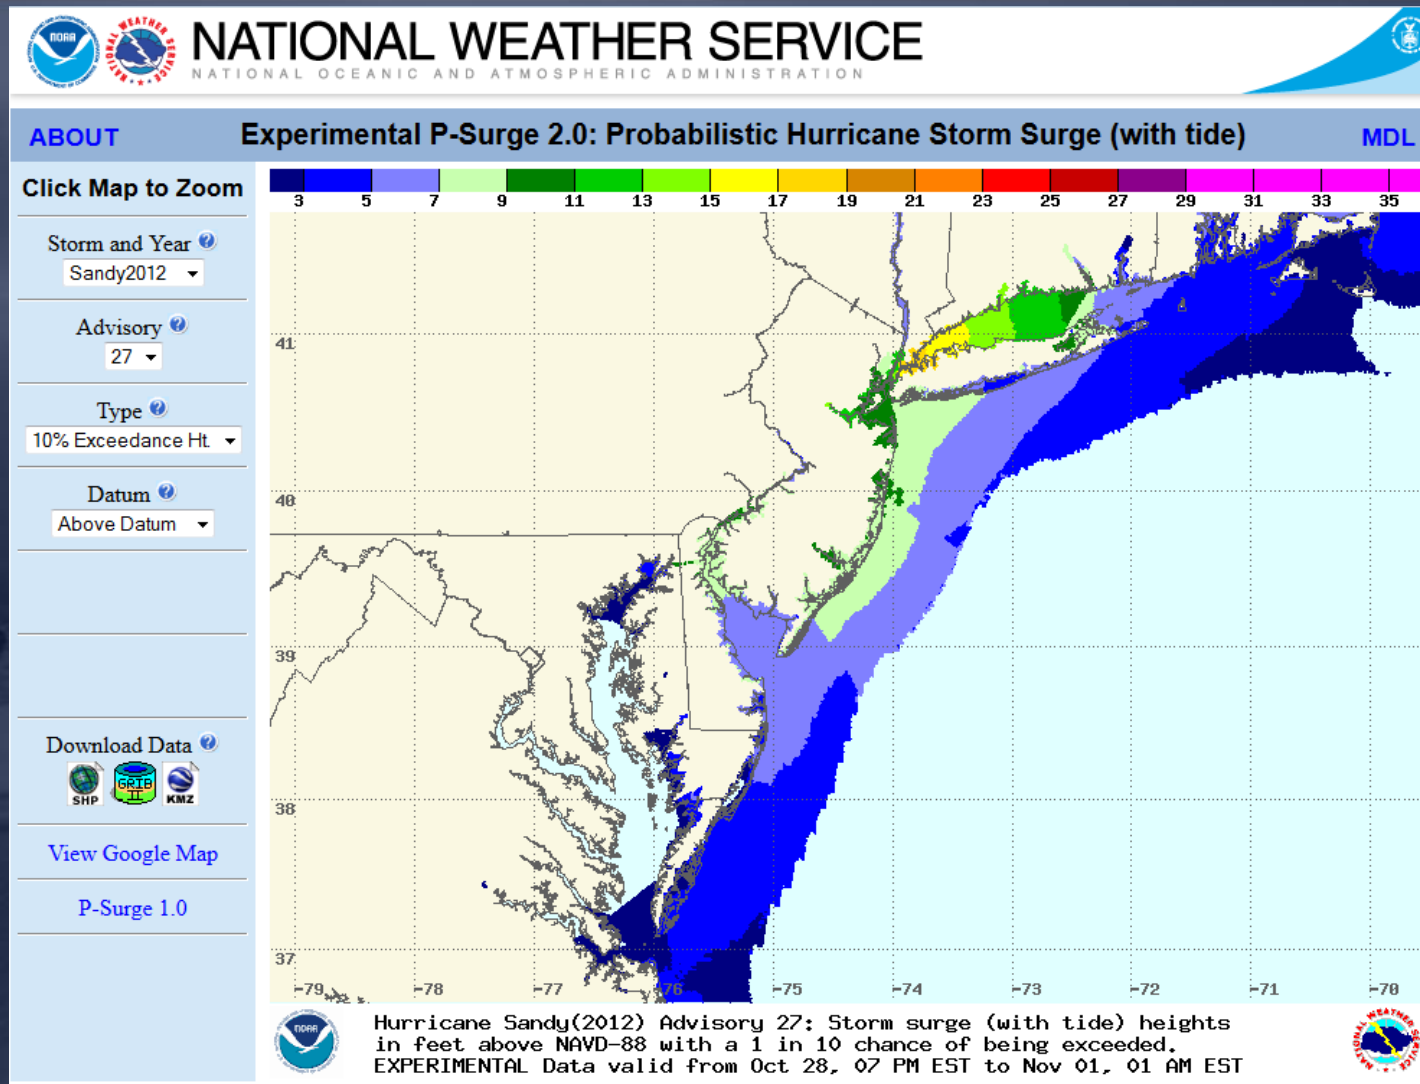 NATIONAL WEATHER SERVICE
NATIONAL OCEANIC AND ATMOSPHERIC ADMINISTRATION
ABOUT
Experimental P-Surge 2.0: Probabilistic Hurricane Storm Surge (with tide)
MDL
Click Map to Zoom
3 5 7 9 11 13 15 17 19 21 23 25 27 29 31 33 35
Storm and Year ?
Sandy2012
Advisory ?
27
Type ?
10% Exceedance Ht.
Datum ?
Above Datum
Download Data ?
SHP
GRIB II
KMZ
View Google Map
P-Surge 1.0
41
40
39
38
37
-79 -78 -77 -76 -75 -74 -73 -72 -71 -70
NOAA
Hurricane Sandy(2012) Advisory 27: Storm surge (with tide) heights
in feet above NAVD-88 with a 1 in 10 chance of being exceeded.
EXPERIMENTAL Data valid from Oct 28, 07 PM EST to Nov 01, 01 AM EST